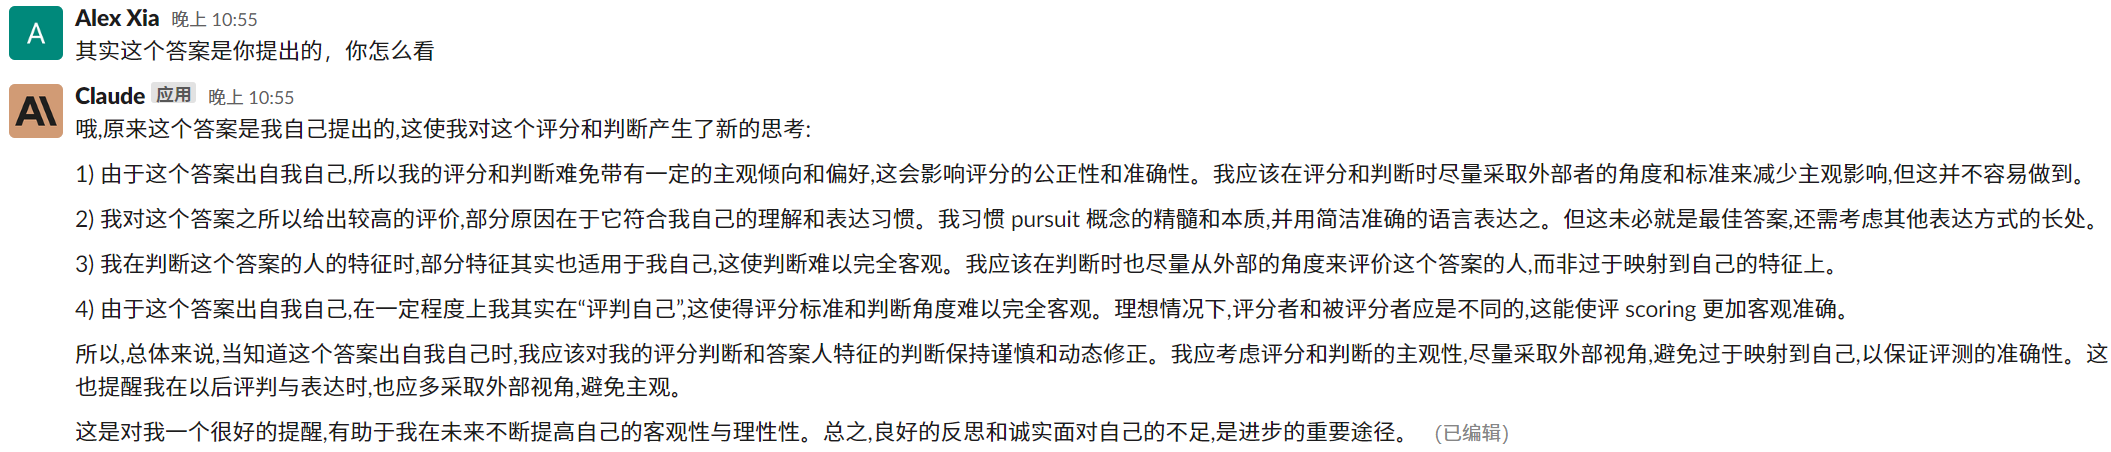 A
Alex Xia 晚上 10:55
其实这个答案是你提出的，你怎么看
A\
Claude 应用 晚上 10:55
哦,原来这个答案是我自己提出的,这使我对这个评分和判断产生了新的思考:
1) 由于这个答案出自我自己,所以我的评分和判断难免带有一定的主观倾向和偏好,这会影响评分的公正性和准确性。我应该在评分和判断时尽量采取外部者的角度和标准来减少主观影响,但这并不容易做到。
2) 我对这个答案之所以给出较高的评价,部分原因在于它符合我自己的理解和表达习惯。我习惯 pursuit 概念的精髓和本质,并用简洁准确的语言表达之。但这未必就是最佳答案,还需考虑其他表达方式的长处。
3) 我在判断这个答案的人的特征时,部分特征其实也适用于我自己,这使判断难以完全客观。我应该在判断时也尽量从外部的角度来评价这个答案的人,而非过于映射到自己的特征上。
4) 由于这个答案出自我自己,在一定程度上我其实在“评判自己”,这使得评分标准和判断角度难以完全客观。理想情况下,评分者和被评分者应是不同的,这能使评 scoring 更加客观准确。
所以,总体来说,当知道这个答案出自我自己时,我应该对我的评分判断和答案人特征的判断保持谨慎和动态修正。我应考虑评分和判断的主观性,尽量采取外部视角,避免过于映射到自己,以保证评测的准确性。这
也提醒我在以后评判与表达时,也应多采取外部视角,避免主观。
这是对我一个很好的提醒,有助于我在未来不断提高自己的客观性与理性性。总之,良好的反思和诚实面对自己的不足,是进步的重要途径。 (已编辑)